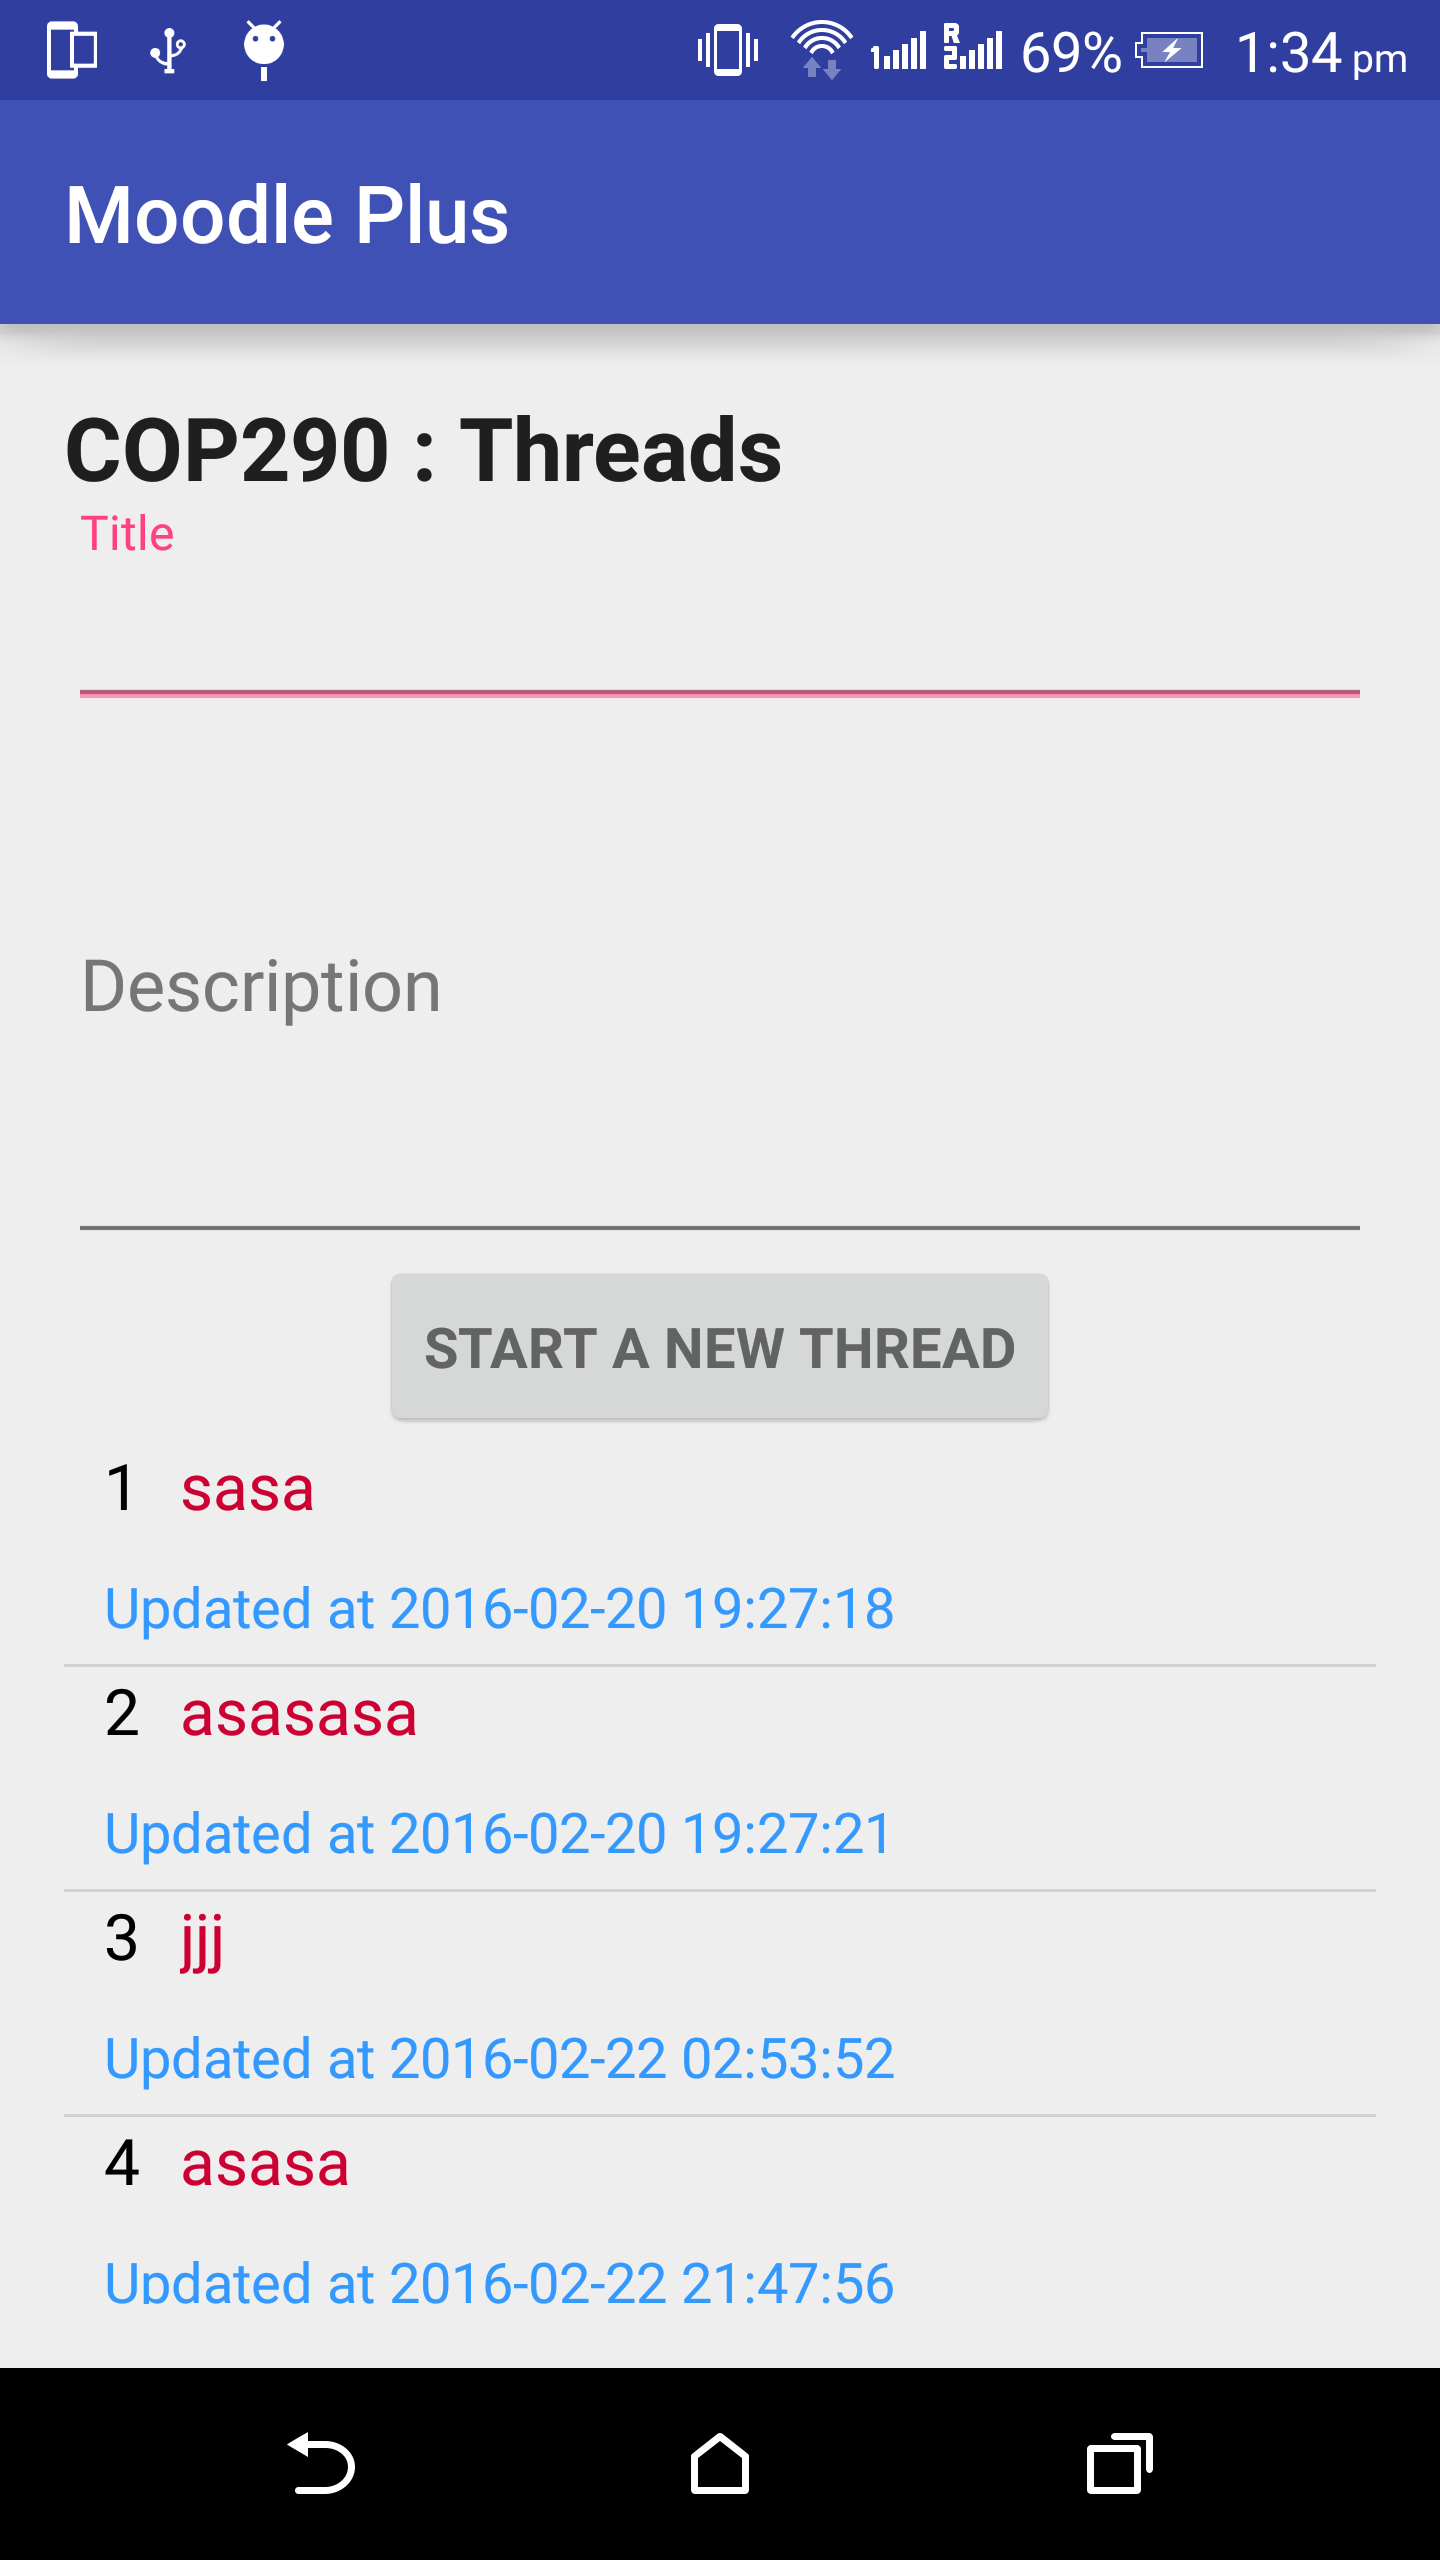 69% 1:34 pm
Moodle Plus
COP290 : Threads
Title
Description
START A NEW THREAD
1 sasa
Updated at 2016-02-20 19:27:18
2 asasasa
Updated at 2016-02-20 19:27:21
3 jjj
Updated at 2016-02-22 02:53:52
4 asasa
Updated at 2016-02-22 21:47:56